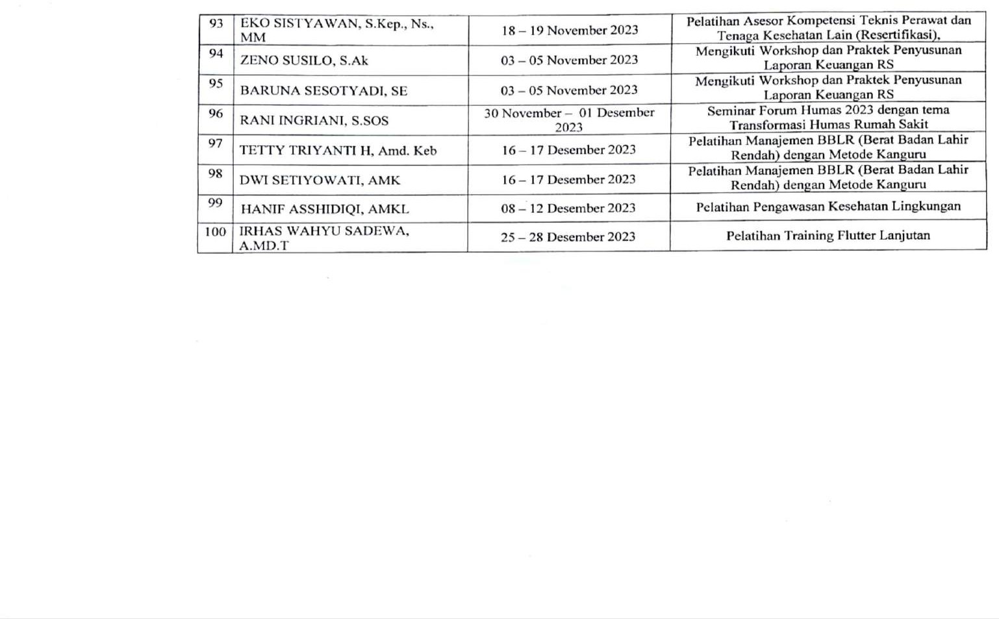 93 EKO SISTYAWAN, S.Kep., Ns.,
MM
18 – 19 November 2023
Pelatihan Asesor Kompetensi Teknis Perawat dan
Tenaga Kesehatan Lain (Resertifikasi),
94 ZENO SUSILO, S.Ak
03 – 05 November 2023
Mengikuti Workshop dan Praktek Penyusunan
Laporan Keuangan RS
95 BARUNA SESOTYADI, SE
03 – 05 November 2023
Mengikuti Workshop dan Praktek Penyusunan
Laporan Keuangan RS
96 RANI INGRIANI, S.SOS
30 November – 01 Desember
2023
Seminar Forum Humas 2023 dengan tema
Transformasi Humas Rumah Sakit
97 TETTY TRIYANTI H, Amd. Keb
16 – 17 Desember 2023
Pelatihan Manajemen BBLR (Berat Badan Lahir
Rendah) dengan Metode Kanguru
98 DWI SETIYOWATI, AMK
16 – 17 Desember 2023
Pelatihan Manajemen BBLR (Berat Badan Lahir
Rendah) dengan Metode Kanguru
99 HANIF ASSHIDIQI, AMKL
08 – 12 Desember 2023
Pelatihan Pengawasan Kesehatan Lingkungan
100 IRHAS WAHYU SADEWA,
A.MD.T
25 – 28 Desember 2023
Pelatihan Training Flutter Lanjutan